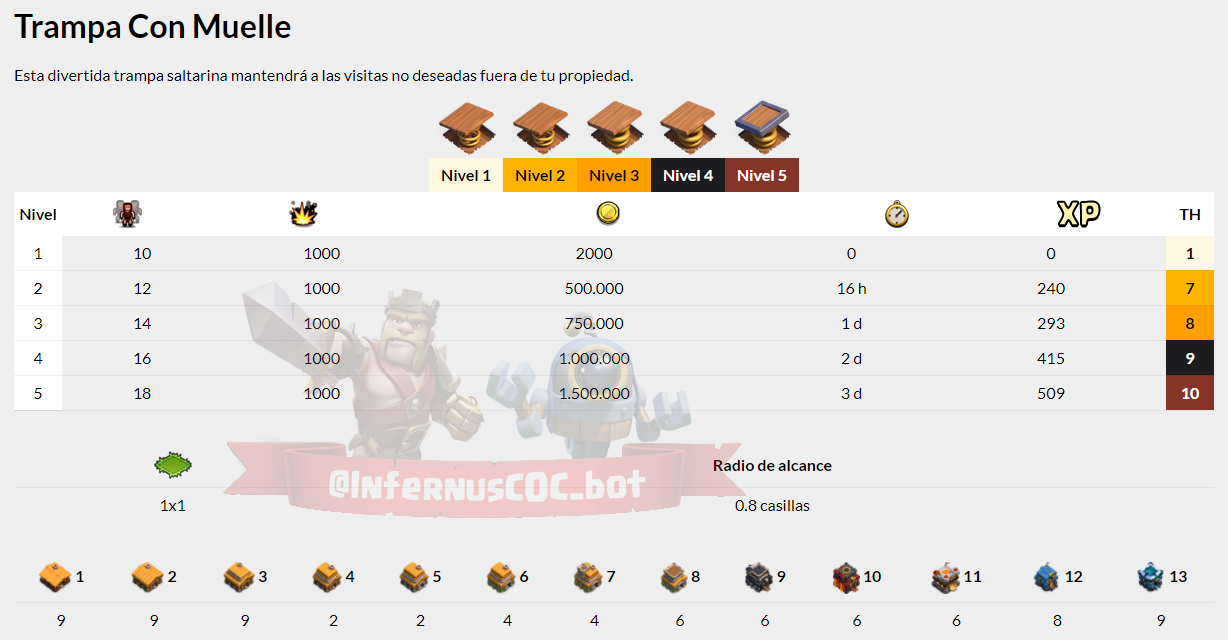 Trampa Con Muelle
Esta divertida trampa saltarina mantendrá a las visitas no deseadas fuera de tu propiedad.
Nivel 1 Nivel 2 Nivel 3 Nivel 4 Nivel 5
Nivel XP TH
1 10 1000 2000 0 0 1
2 12 1000 500.000 16 h 240 7
3 14 1000 750.000 1 d 293 8
4 16 1000 1.000.000 2 d 415 9
5 18 1000 1.500.000 3 d 509 10
Radio de alcance
@InfernusCOC_bot
1x1 0.8 casillas
1 2 3 4 5 6 7 8 9 10 11 12 13
9 9 9 2 2 4 4 6 6 6 6 8 9